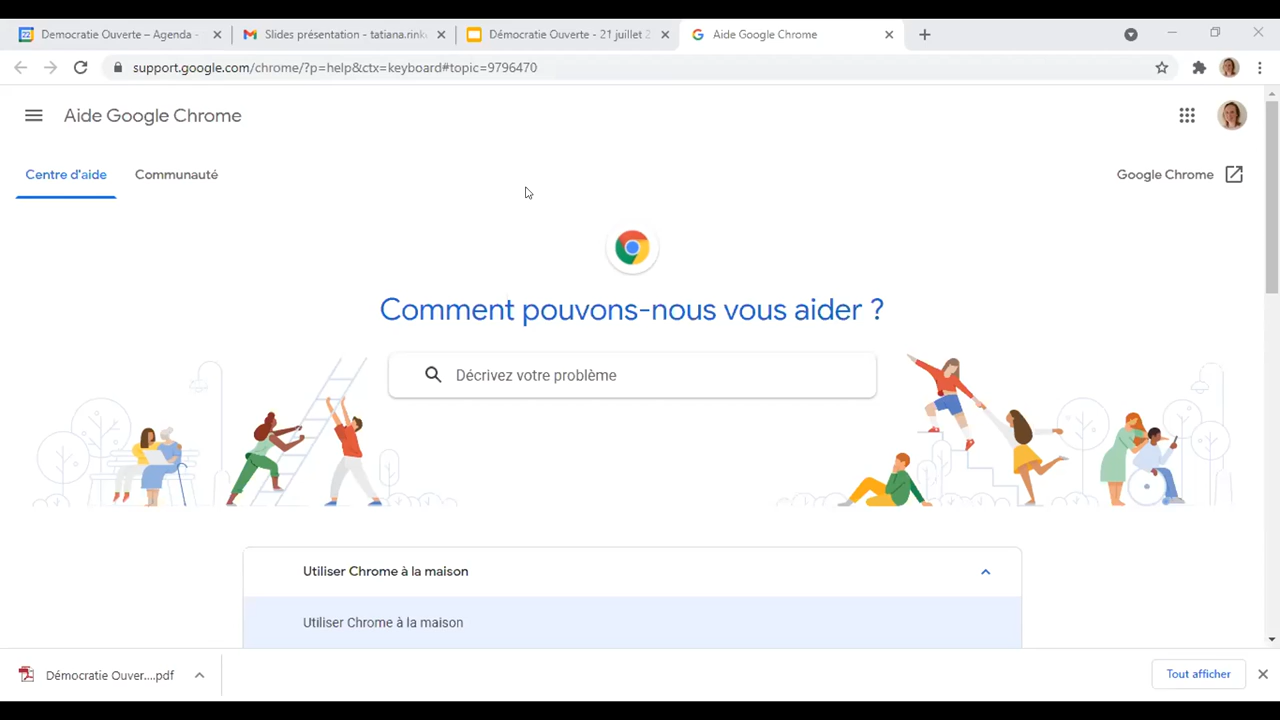 Democratie Ouverte – Agenda -
Slides présentation - tatiana.rink
Démocratie Ouverte - 21 juillet 2
Aide Google Chrome
support.google.com/chrome/?p=help&ctx=keyboard#topic=9796470
Aide Google Chrome
Centre d'aide
Communauté
Google Chrome
Comment pouvons-nous vous aider ?
Décrivez votre problème
Utiliser Chrome à la maison
Utiliser Chrome à la maison
Démocratie Ouver....pdf
Tout afficher